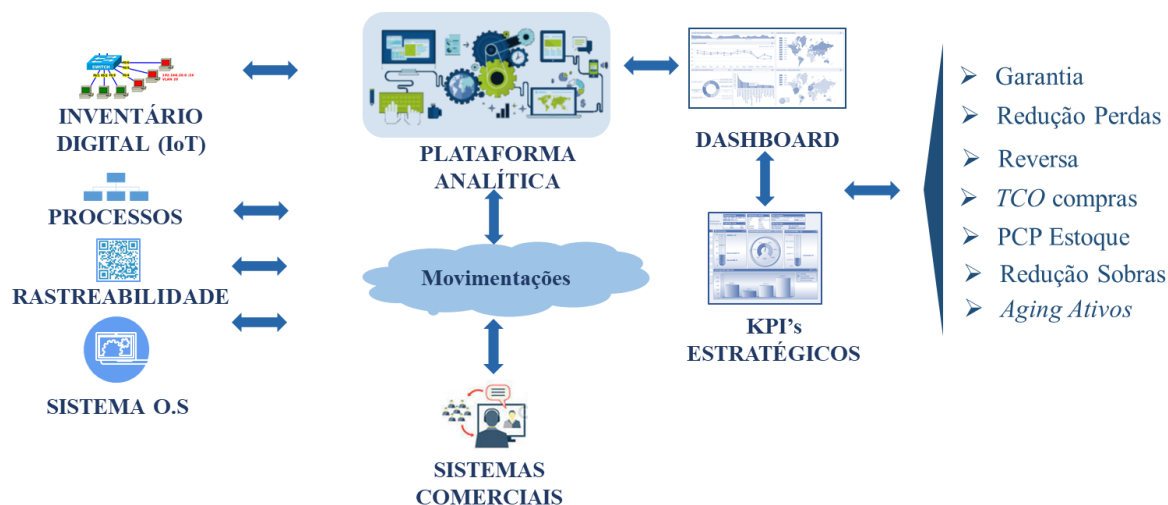 SWITCH
INVENTÁRIO
DIGITAL (IoT)
PROCESSOS
RASTREABILIDADE
SISTEMA O.S
PLATAFORMA
ANALÍTICA
Movimentações
SISTEMAS
COMERCIAIS
DASHBOARD
KPI’s
ESTRATÉGICOS
➢ Garantia
➢ Redução Perdas
➢ Reversa
➢ TCO compras
➢ PCP Estoque
➢ Redução Sobras
➢ Aging Ativos